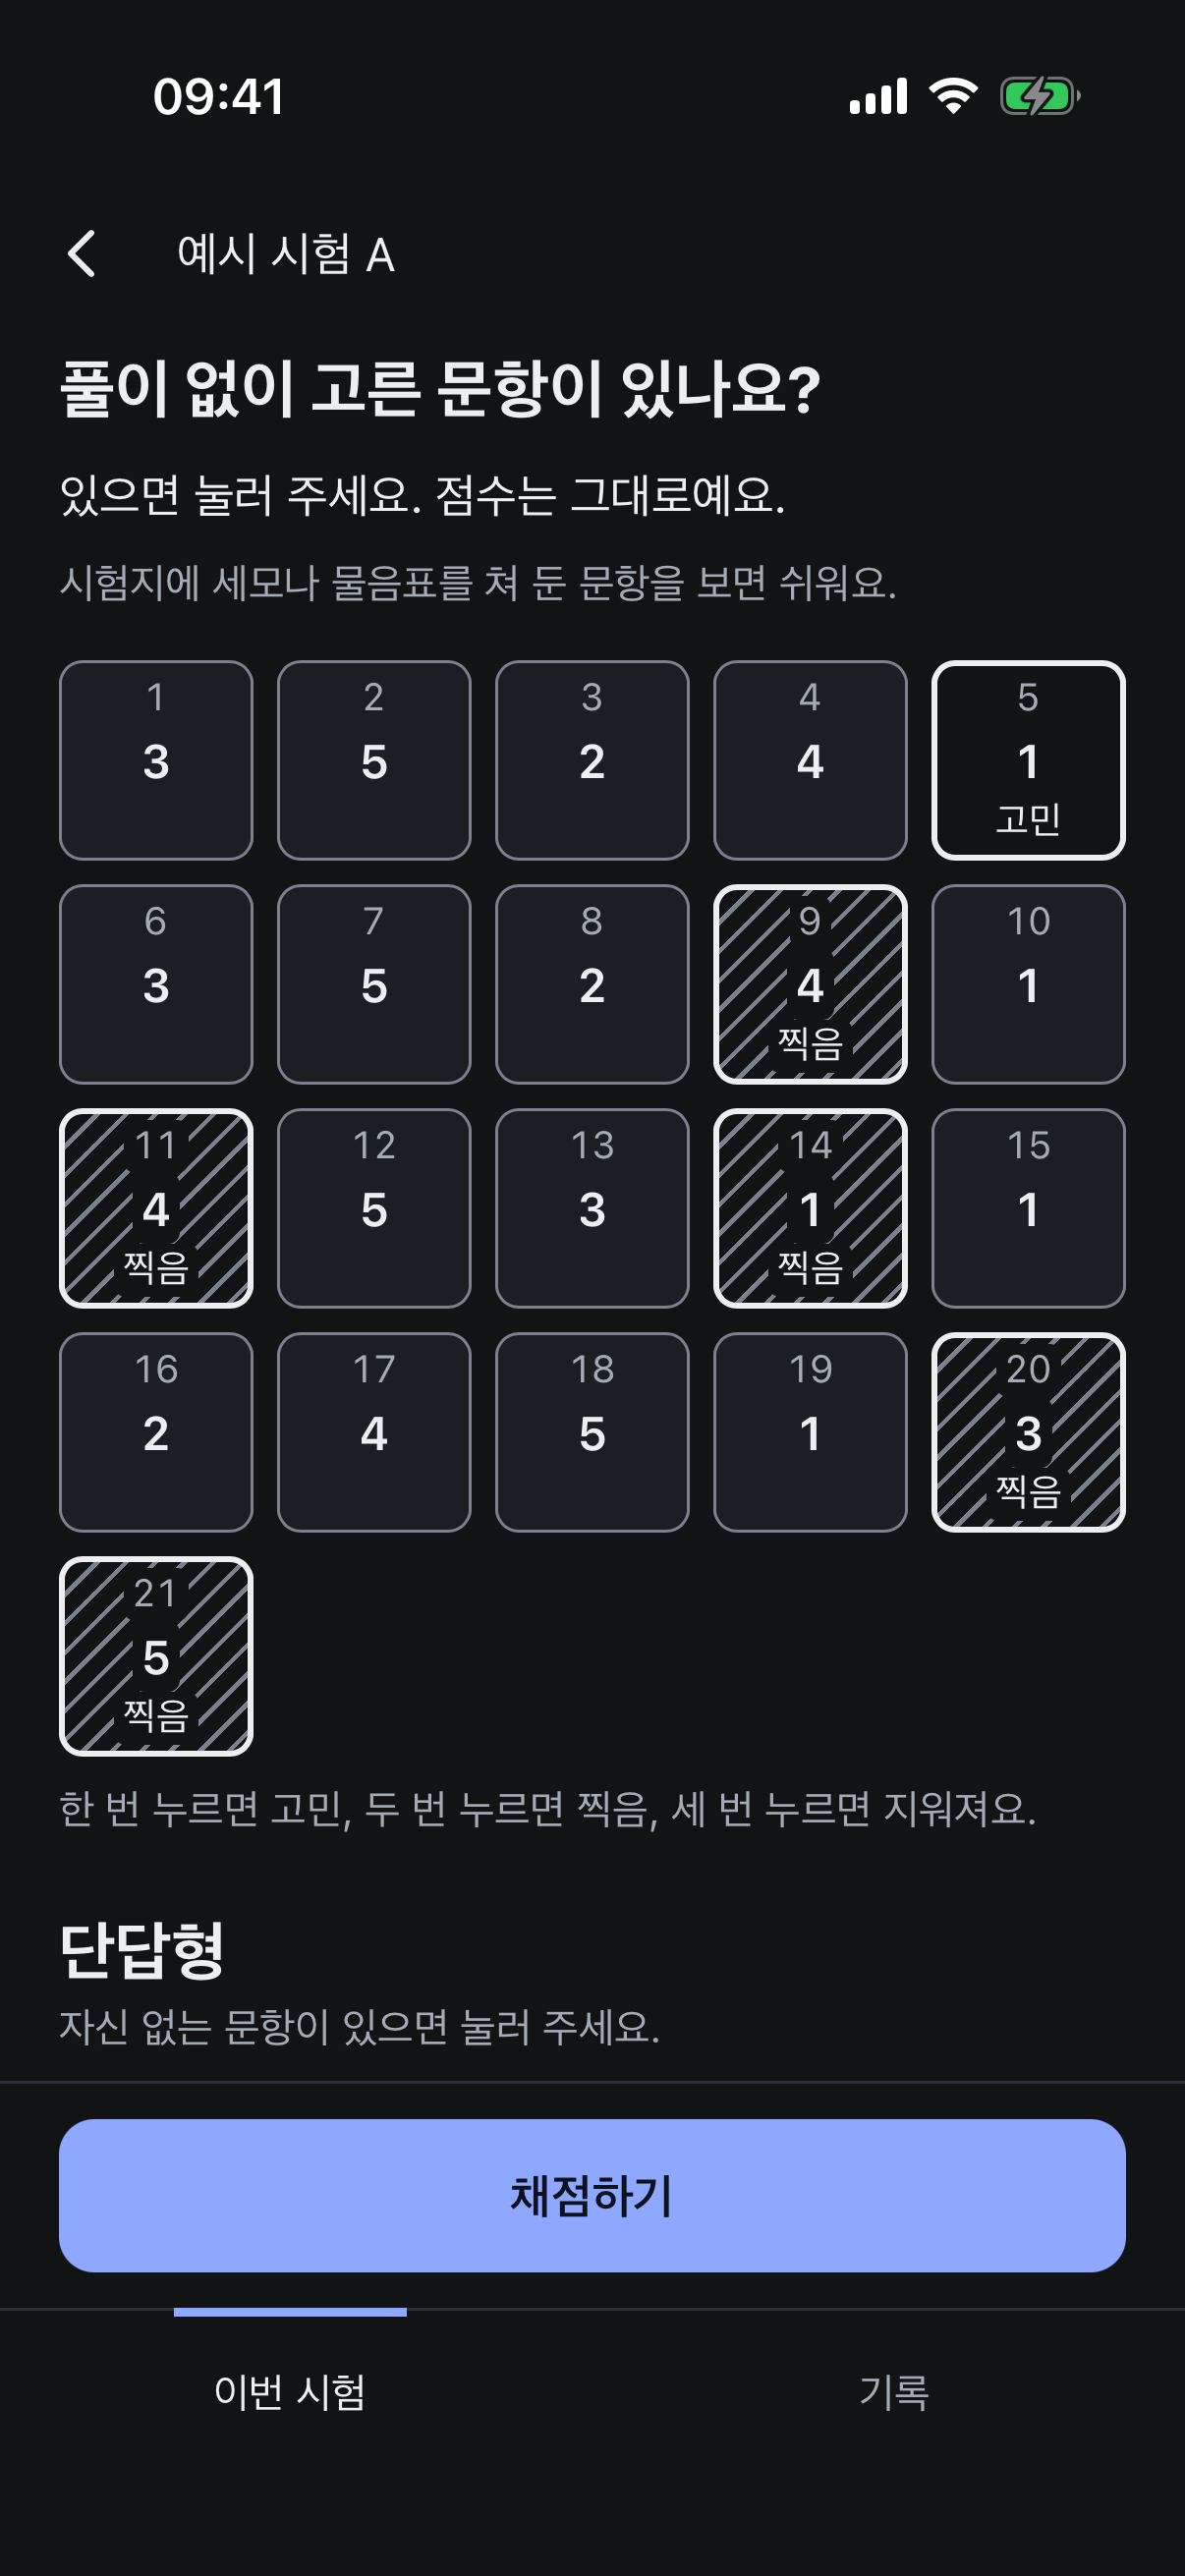 09:41
예시 시험 A
풀이 없이 고른 문항이 있나요?
있으면 눌러 주세요. 점수는 그대로예요.
시험지에 세모나 물음표를 쳐 둔 문항을 보면 쉬워요.
1 2 3 4 5
3 5 2 4 1
고민
6 7 8 9 10
3 5 2 4 1
찍음
11 12 13 14 15
4 5 3 1 1
찍음 찍음
16 17 18 19 20
2 4 5 1 3
찍음
21
5
찍음
한 번 누르면 고민, 두 번 누르면 찍음, 세 번 누르면 지워져요.
단답형
자신 없는 문항이 있으면 눌러 주세요.
채점하기
이번 시험 기록